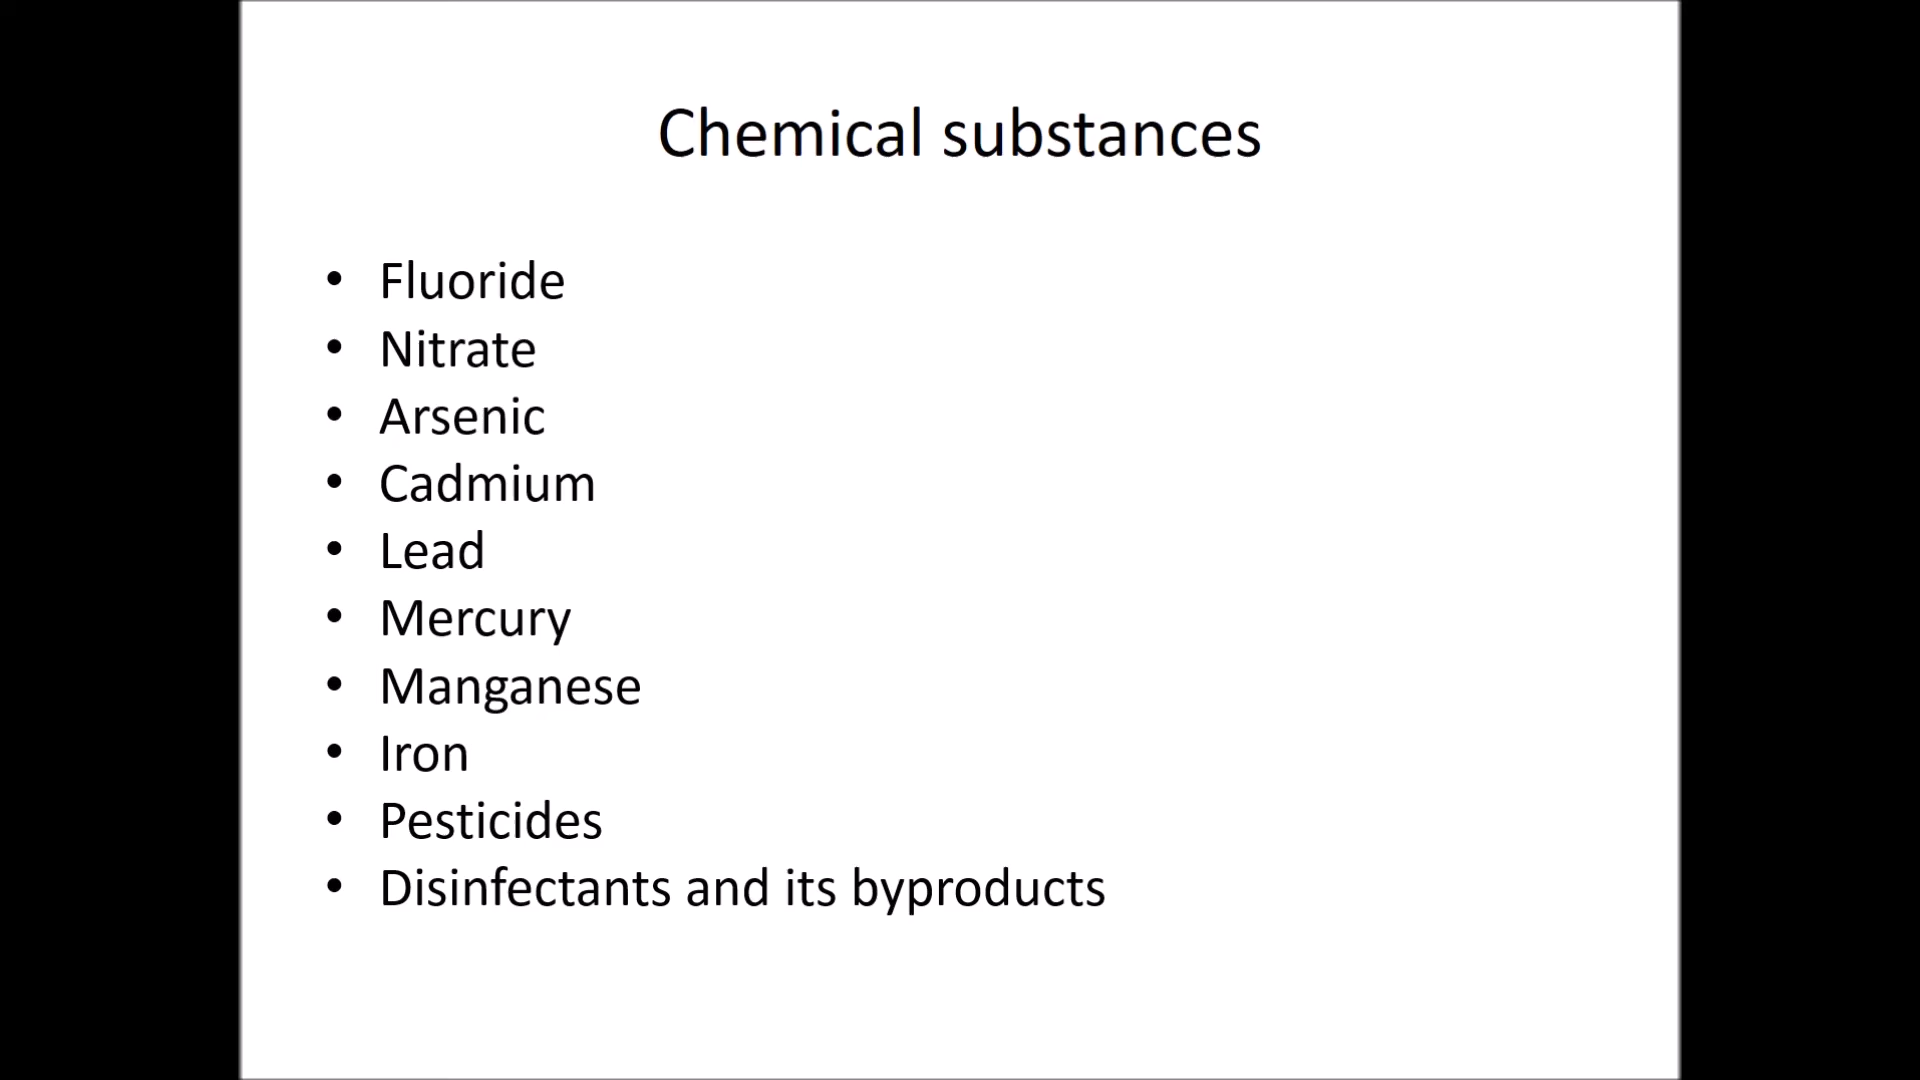 Chemical substances
• Fluoride
• Nitrate
• Arsenic
• Cadmium
• Lead
• Mercury
• Manganese
• Iron
• Pesticides
• Disinfectants and its byproducts